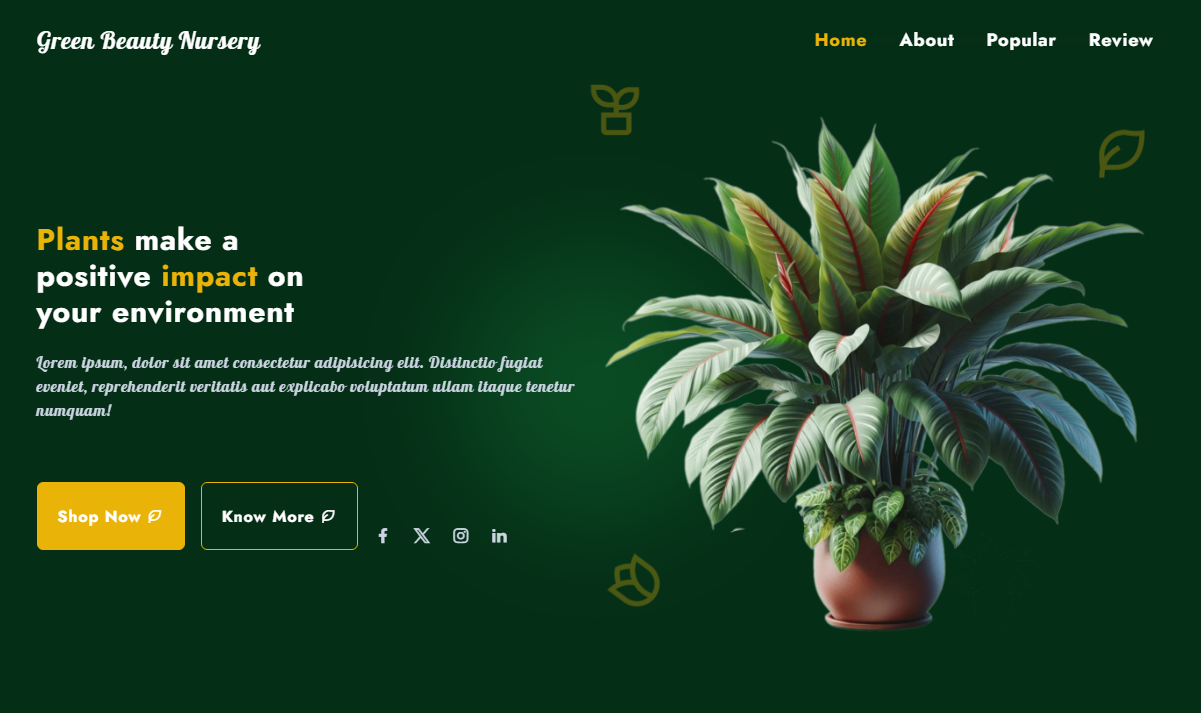 Green Beauty Nursery
Home About Popular Review
Plants make a
positive impact on
your environment
Lorem ipsum, dolor sit amet consectetur adipisicing elit. Distinctio fugiat
eveniet, reprehenderit veritatis aut explicabo voluptatum ullam itaque tenetur
numquam!
Shop Now Know More